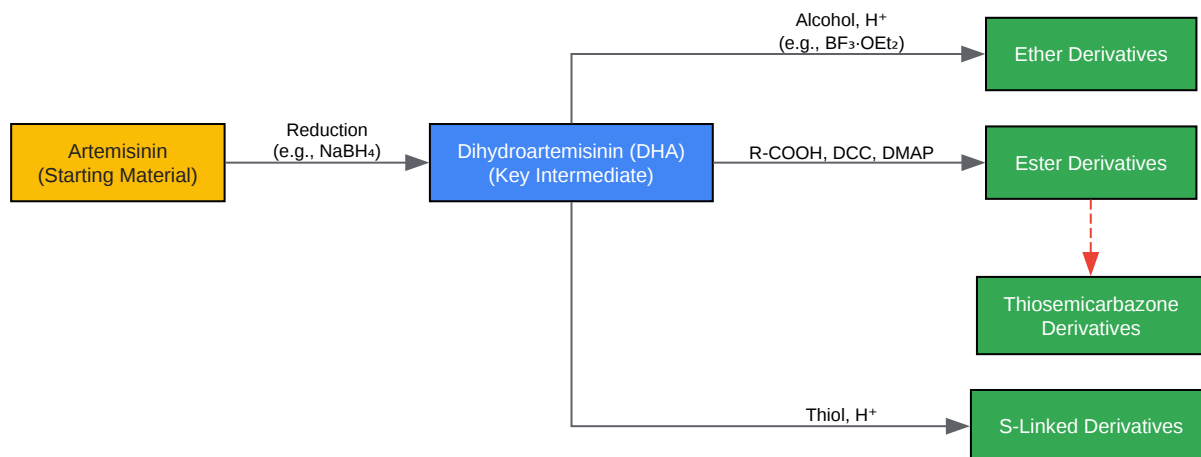 Alcohol, H⁺
(e.g., BF₃·OEt₂)
Ether Derivatives
Artemisinin
(Starting Material)
Reduction
(e.g., NaBH₄)
Dihydroartemisinin (DHA)
(Key Intermediate)
R-COOH, DCC, DMAP
Ester Derivatives
Thiosemicarbazone
Derivatives
Thiol, H⁺
S-Linked Derivatives